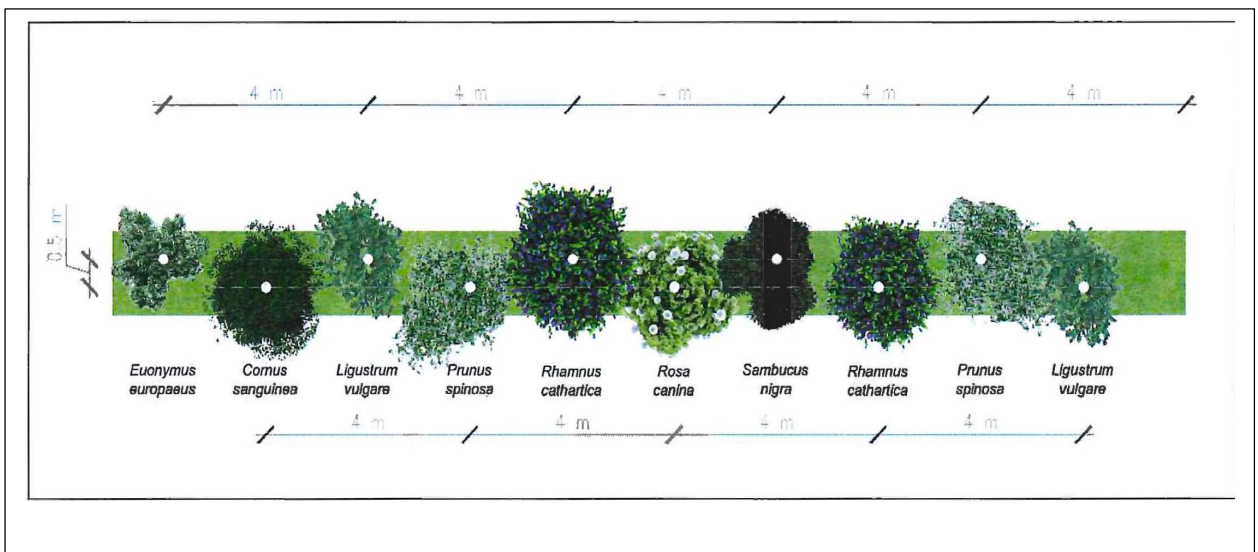 4 m 4 m 4 m 4 m 4 m
0.5 m
Euonymus europaeus
Cornus sanguinea
Ligustrum vulgare
Prunus spinosa
Rhamnus cathartica
Rosa canina
Sambucus nigra
Rhamnus cathartica
Prunus spinosa
Ligustrum vulgare
4 m 4 m 4 m 4 m